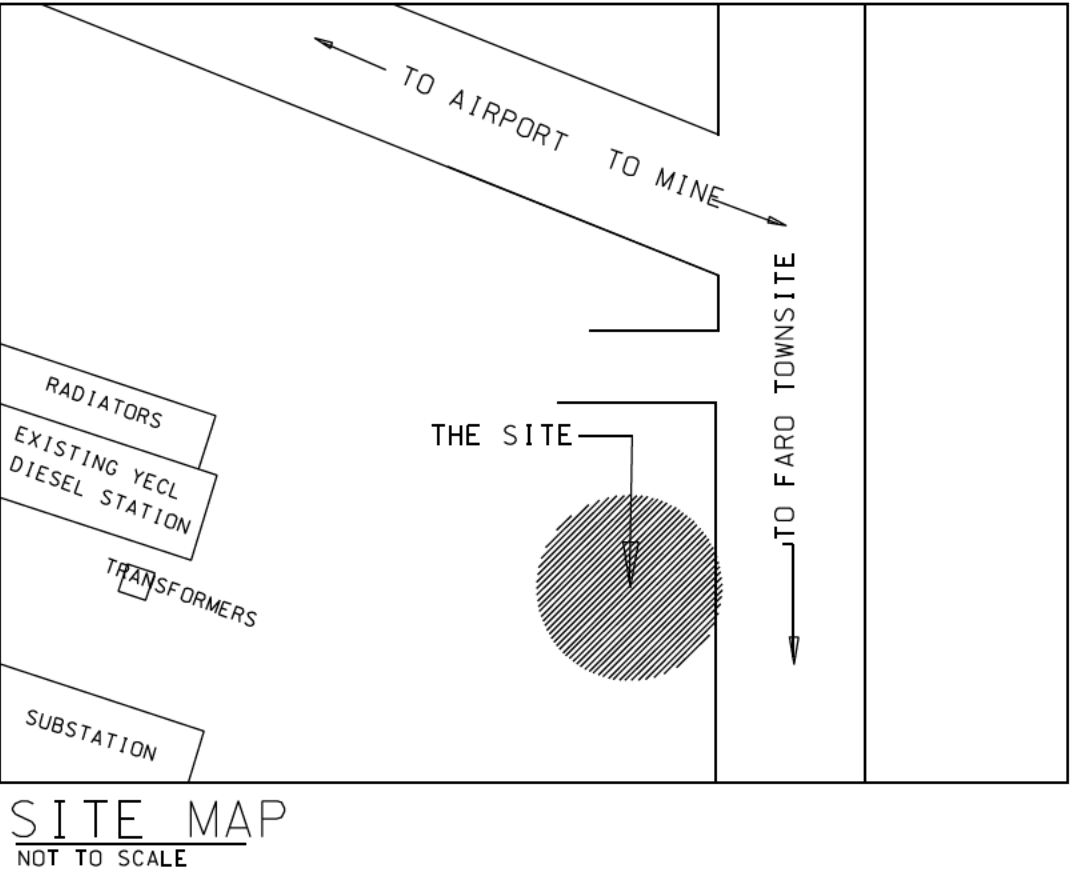 TO AIRPORT
TO MINE
TO FARO TOWNSITE
RADIATORS
EXISTING YECL
DIESEL STATION
THE SITE
TRANSFORMERS
SUBSTATION
SITE MAP
NOT TO SCALE